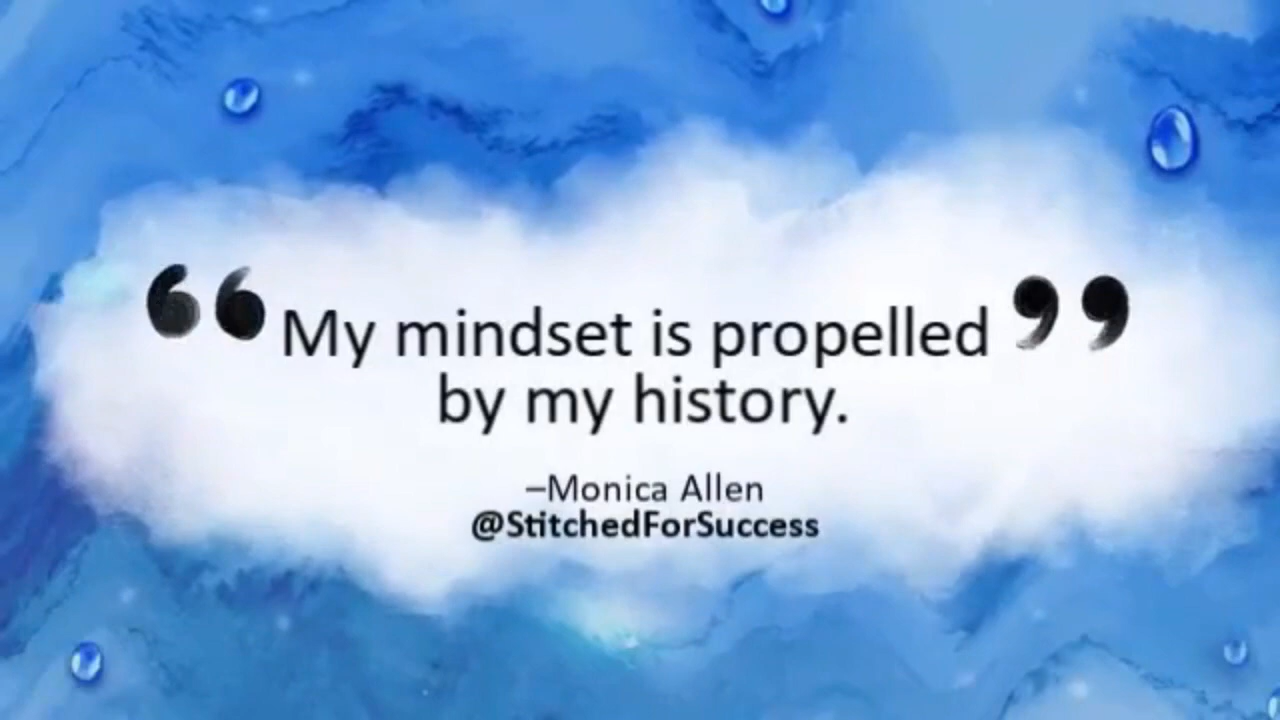 “My mindset is propelled”
by my history.
–Monica Allen
@StitchedForSuccess